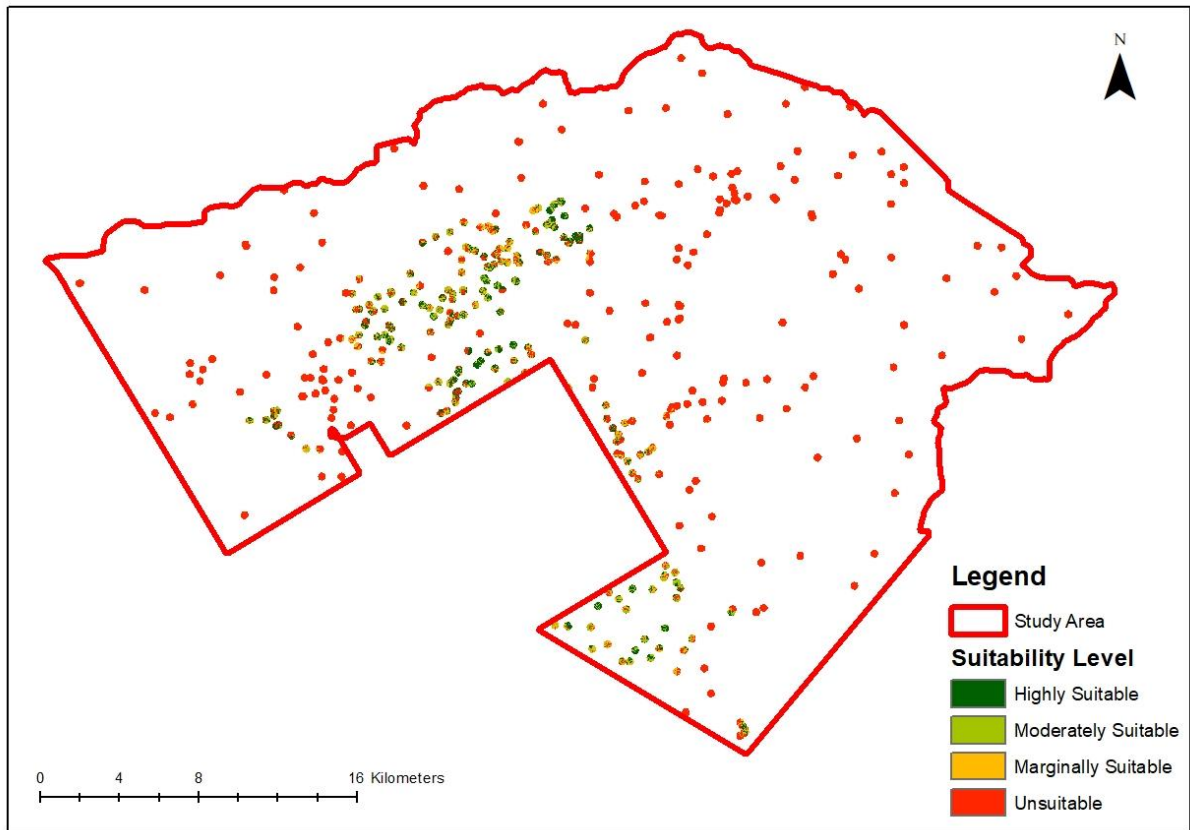 N
Legend
Study Area
Suitability Level
Highly Suitable
Moderately Suitable
Marginally Suitable
Unsuitable
0 4 8 16 Kilometers